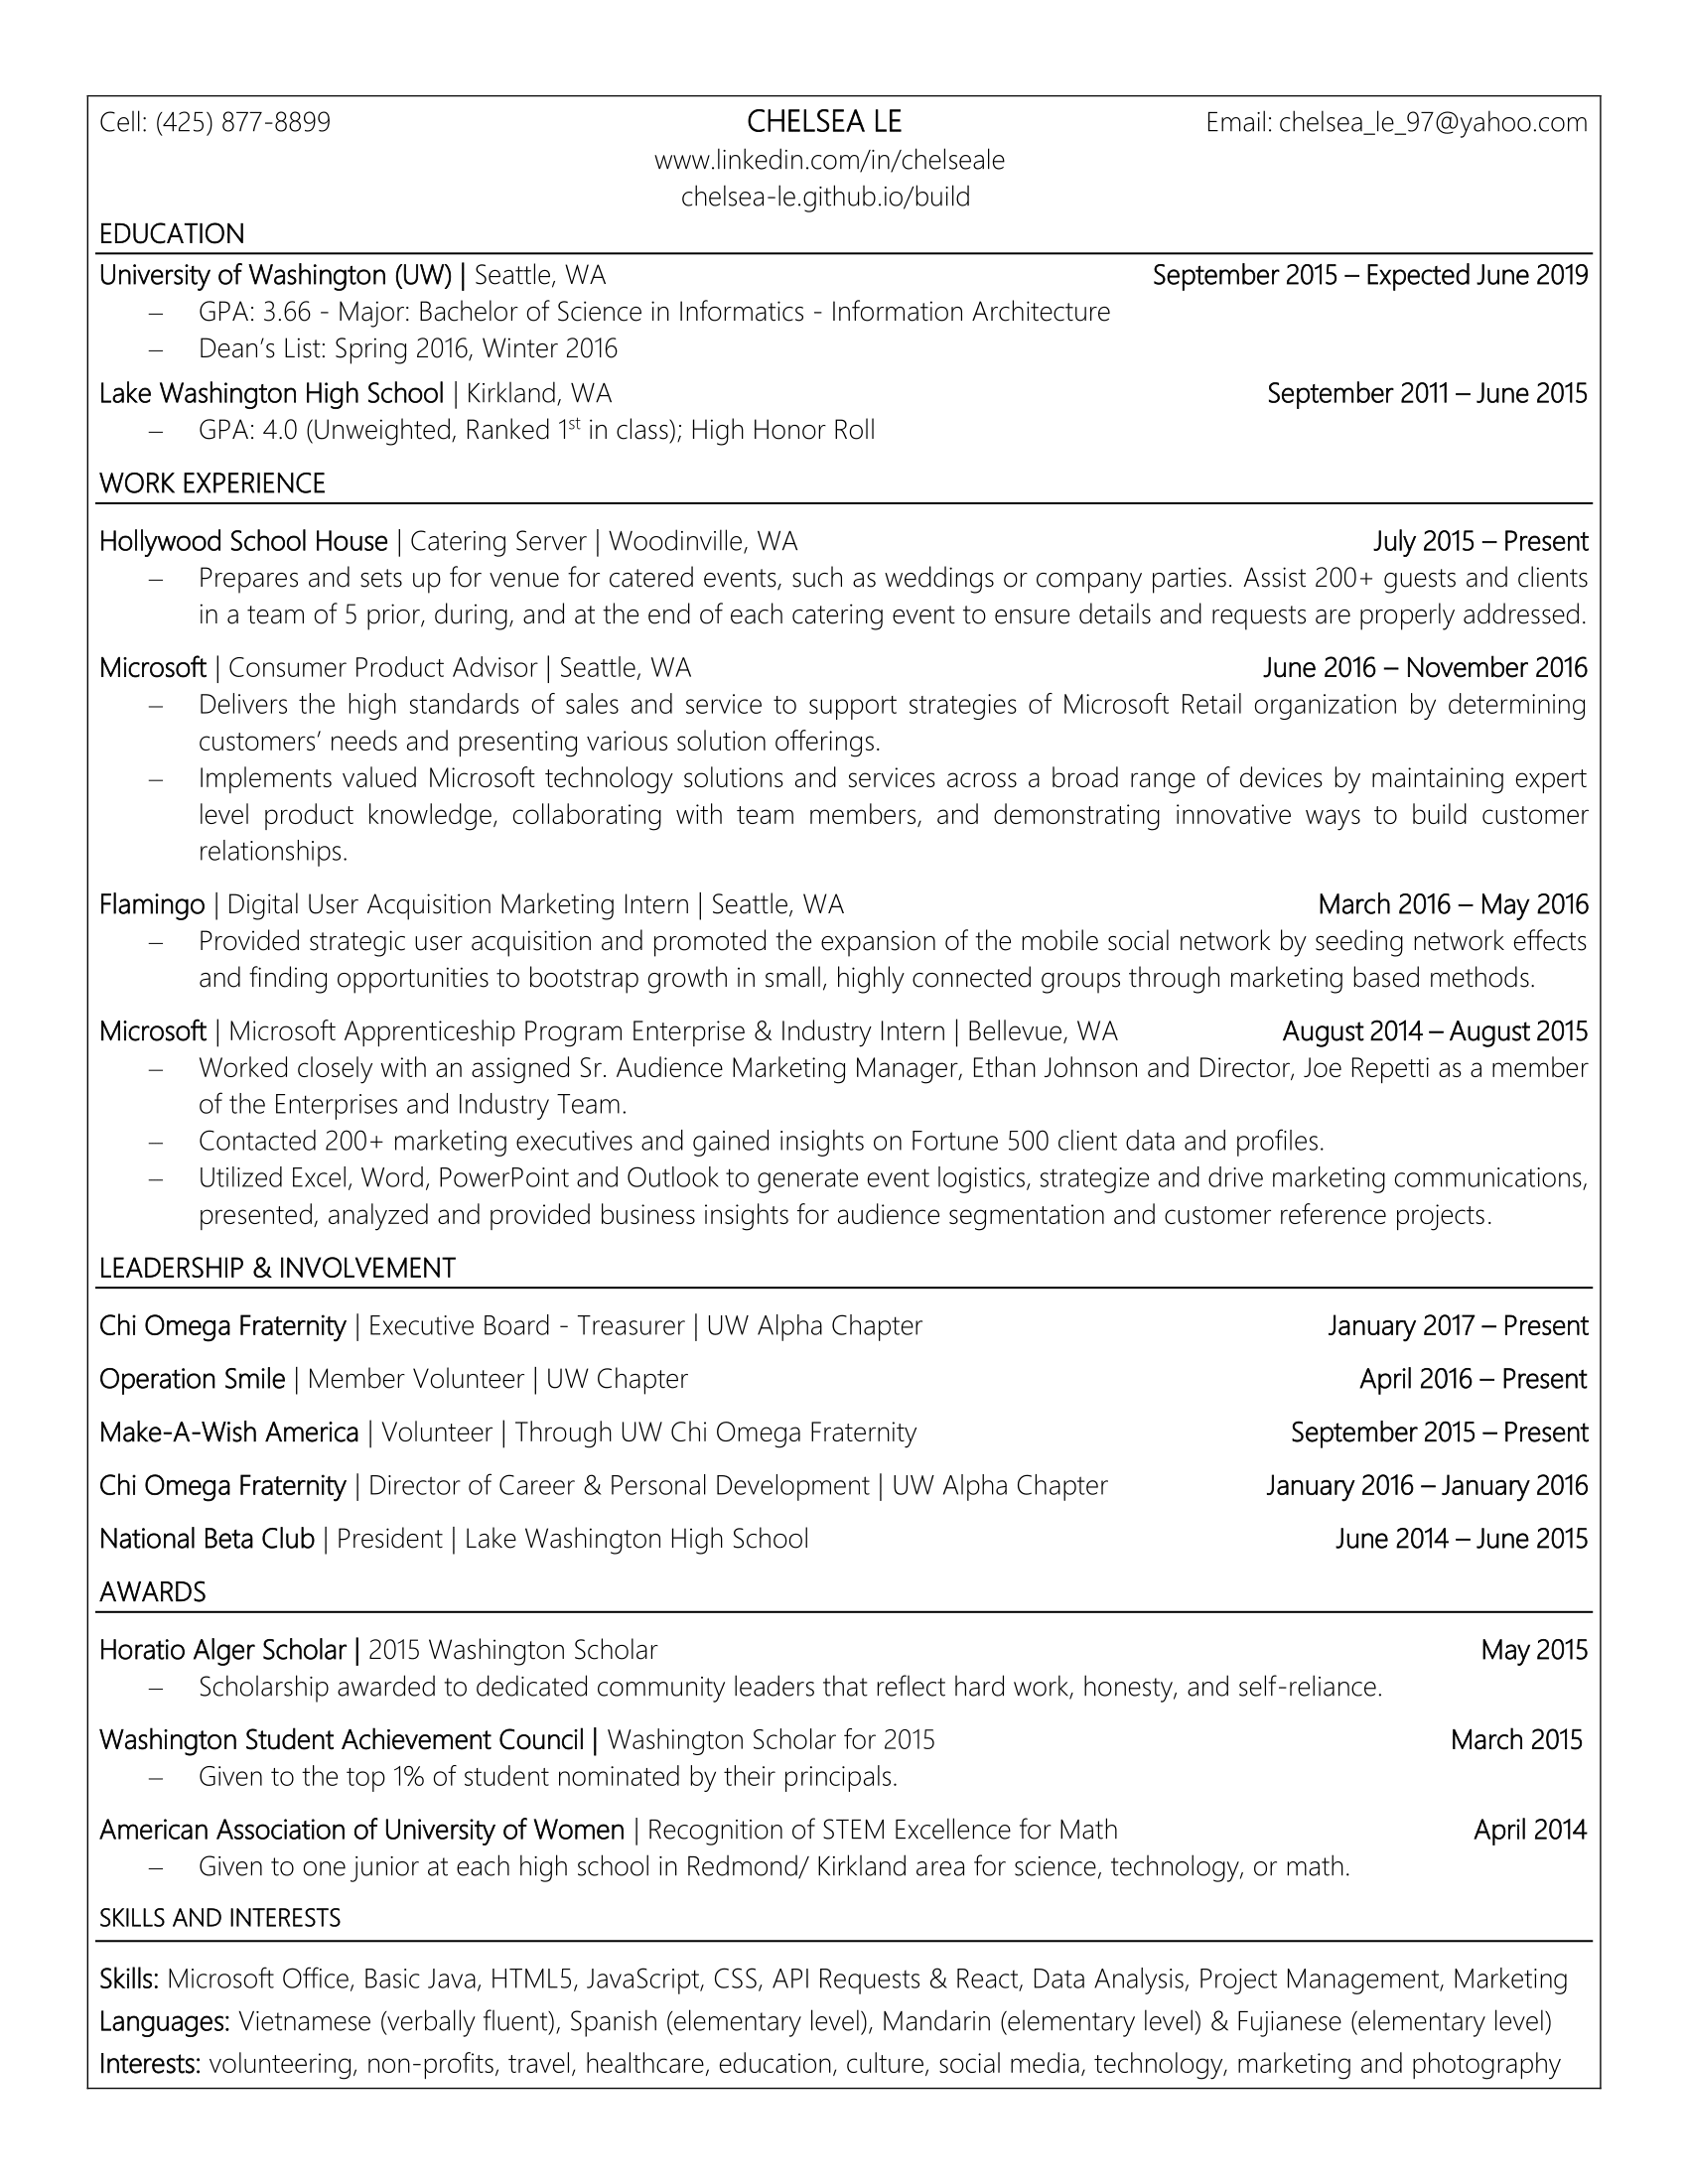 Cell: (425) 877-8899 CHELSEA LE Email: chelsea_le_97@yahoo.com
www.linkedin.com/in/chelseale
chelsea-le.github.io/build
EDUCATION
University of Washington (UW) | Seattle, WA September 2015 – Expected June 2019
– GPA: 3.66 - Major: Bachelor of Science in Informatics - Information Architecture
– Dean’s List: Spring 2016, Winter 2016
Lake Washington High School | Kirkland, WA September 2011 – June 2015
– GPA: 4.0 (Unweighted, Ranked 1st in class); High Honor Roll
WORK EXPERIENCE
Hollywood School House | Catering Server | Woodinville, WA July 2015 – Present
– Prepares and sets up for venue for catered events, such as weddings or company parties. Assist 200+ guests and clients
in a team of 5 prior, during, and at the end of each catering event to ensure details and requests are properly addressed.
Microsoft | Consumer Product Advisor | Seattle, WA June 2016 – November 2016
– Delivers the high standards of sales and service to support strategies of Microsoft Retail organization by determining
customers’ needs and presenting various solution offerings.
– Implements valued Microsoft technology solutions and services across a broad range of devices by maintaining expert
level product knowledge, collaborating with team members, and demonstrating innovative ways to build customer
relationships.
Flamingo | Digital User Acquisition Marketing Intern | Seattle, WA March 2016 – May 2016
– Provided strategic user acquisition and promoted the expansion of the mobile social network by seeding network effects
and finding opportunities to bootstrap growth in small, highly connected groups through marketing based methods.
Microsoft | Microsoft Apprenticeship Program Enterprise & Industry Intern | Bellevue, WA August 2014 – August 2015
– Worked closely with an assigned Sr. Audience Marketing Manager, Ethan Johnson and Director, Joe Repetti as a member
of the Enterprises and Industry Team.
– Contacted 200+ marketing executives and gained insights on Fortune 500 client data and profiles.
– Utilized Excel, Word, PowerPoint and Outlook to generate event logistics, strategize and drive marketing communications,
presented, analyzed and provided business insights for audience segmentation and customer reference projects.
LEADERSHIP & INVOLVEMENT
Chi Omega Fraternity | Executive Board - Treasurer | UW Alpha Chapter January 2017 – Present
Operation Smile | Member Volunteer | UW Chapter April 2016 – Present
Make-A-Wish America | Volunteer | Through UW Chi Omega Fraternity September 2015 – Present
Chi Omega Fraternity | Director of Career & Personal Development | UW Alpha Chapter January 2016 – January 2016
National Beta Club | President | Lake Washington High School June 2014 – June 2015
AWARDS
Horatio Alger Scholar | 2015 Washington Scholar May 2015
– Scholarship awarded to dedicated community leaders that reflect hard work, honesty, and self-reliance.
Washington Student Achievement Council | Washington Scholar for 2015 March 2015
– Given to the top 1% of student nominated by their principals.
American Association of University of Women | Recognition of STEM Excellence for Math April 2014
– Given to one junior at each high school in Redmond/ Kirkland area for science, technology, or math.
SKILLS AND INTERESTS
Skills: Microsoft Office, Basic Java, HTML5, JavaScript, CSS, API Requests & React, Data Analysis, Project Management, Marketing
Languages: Vietnamese (verbally fluent), Spanish (elementary level), Mandarin (elementary level) & Fujianese (elementary level)
Interests: volunteering, non-profits, travel, healthcare, education, culture, social media, technology, marketing and photography